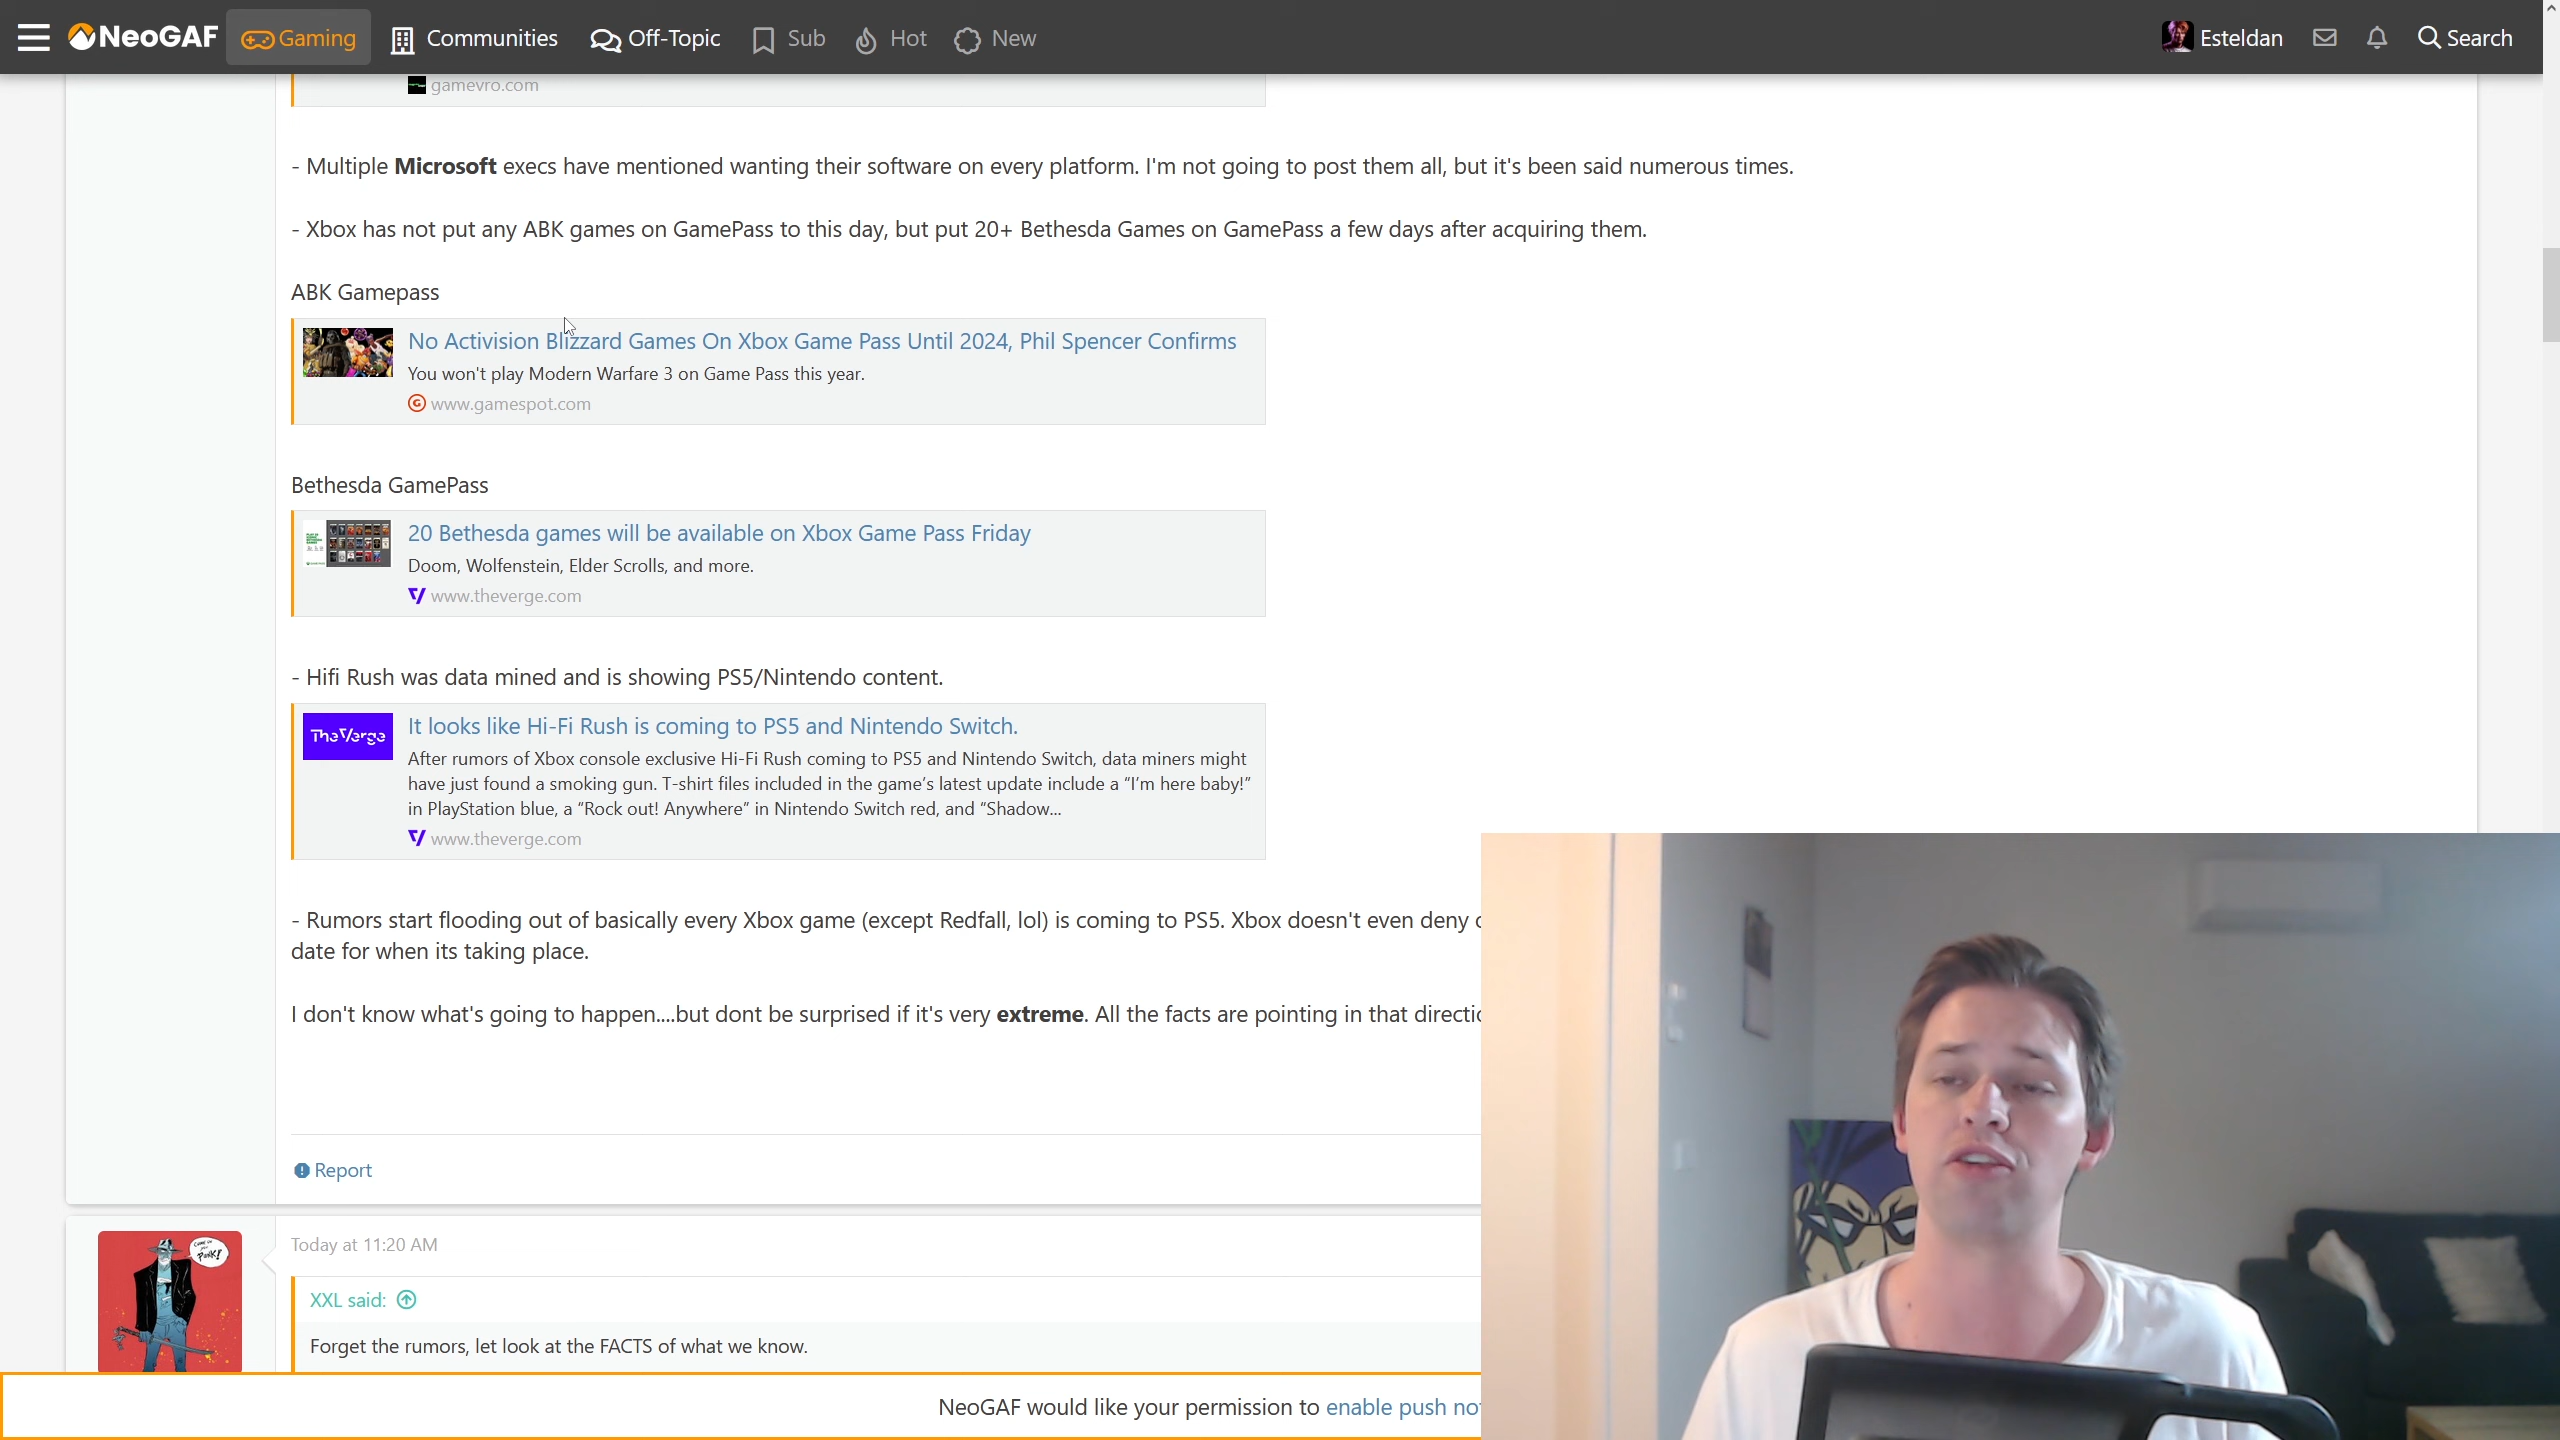 NeoGAF Gaming Communities Off-Topic Sub Hot New Esteldan Search
gamevro.com
- Multiple Microsoft execs have mentioned wanting their software on every platform. I'm not going to post them all, but it's been said numerous times.
- Xbox has not put any ABK games on GamePass to this day, but put 20+ Bethesda Games on GamePass a few days after acquiring them.
ABK Gamepass
No Activision Blizzard Games On Xbox Game Pass Until 2024, Phil Spencer Confirms
You won't play Modern Warfare 3 on Game Pass this year.
www.gamespot.com
Bethesda GamePass
20 Bethesda games will be available on Xbox Game Pass Friday
Doom, Wolfenstein, Elder Scrolls, and more.
www.theverge.com
- Hifi Rush was data mined and is showing PS5/Nintendo content.
TheVerge
It looks like Hi-Fi Rush is coming to PS5 and Nintendo Switch.
After rumors of Xbox console exclusive Hi-Fi Rush coming to PS5 and Nintendo Switch, data miners might
have just found a smoking gun. T-shirt files included in the game's latest update include a “I'm here baby!”
in PlayStation blue, a “Rock out! Anywhere” in Nintendo Switch red, and “Shadow...
www.theverge.com
- Rumors start flooding out of basically every Xbox game (except Redfall, lol) is coming to PS5. Xbox doesn't even deny
date for when its taking place.
I don't know what's going to happen....but dont be surprised if it's very extreme. All the facts are pointing in that
Report
Today at 11:20 AM
XXL said:
Forget the rumors, let look at the FACTS of what we know.
NeoGAF would like your permission to enable push